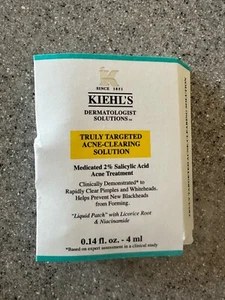 K
SINCE 1851
KIEHL'S
DERMATOLOGIST
SOLUTIONS™
TRULY TARGETED
ACNE-CLEARING
SOLUTION
Medicated 2% Salicylic Acid
Acne Treatment
Clinically Demonstrated* to
Rapidly Clear Pimples and Whiteheads.
Helps Prevent New Blackheads
from Forming.
"Liquid Patch" with Licorice Root
& Niacinamide
0.14 fl. oz. - 4 ml
*Based on expert assessment in a clinical study